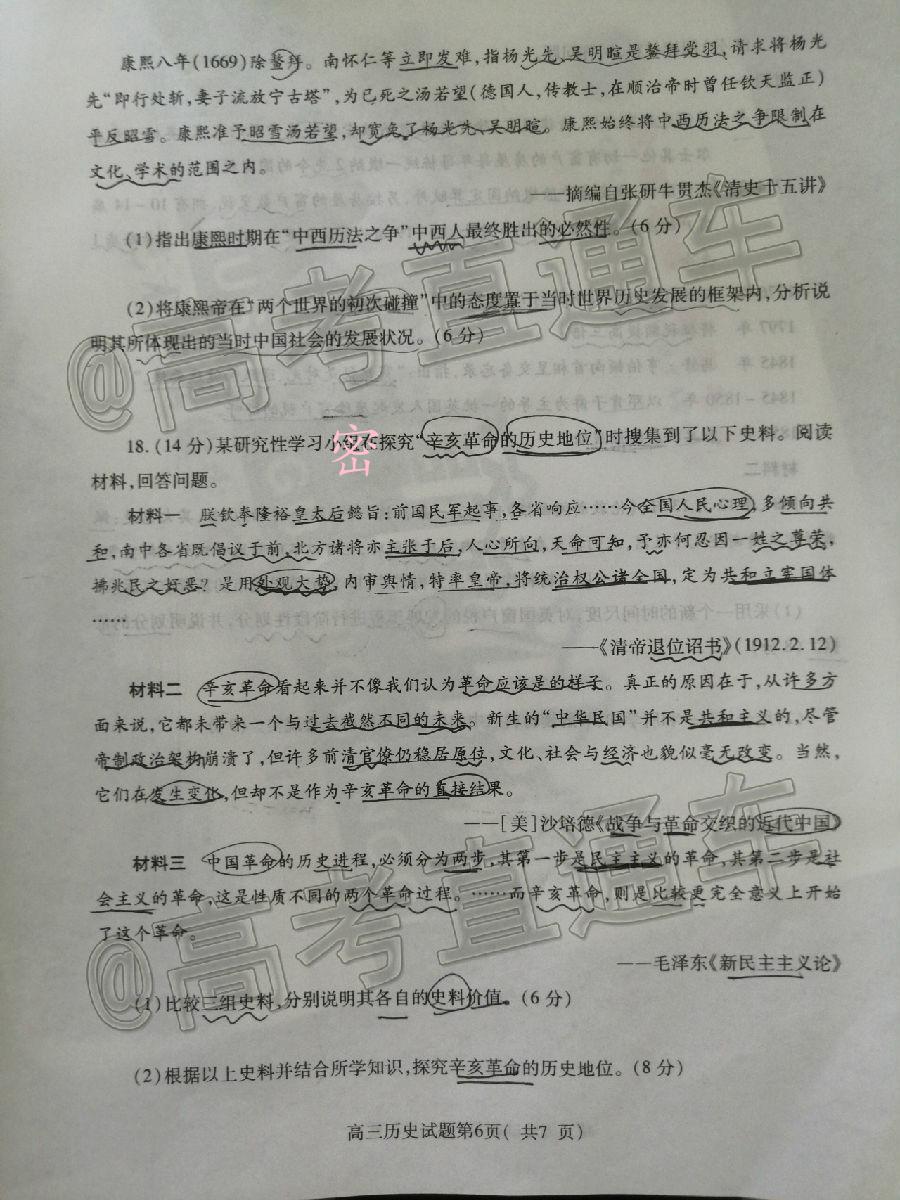 康熙八年(1669)除鳌拜。南怀仁等立即发难,指杨光先、吴明暄是鳌拜党羽,请求将杨光
先“即行处斩,妻子流放宁古塔”,为已死之汤若望(德国人,传教士,在顺治帝时曾任钦天监正)
平反昭雪。康熙准予昭雪汤若望,却宽免了杨光先、吴明暄。康熙始终将中西历法之争限制在
文化、学术的范围之内。
——摘编自张研牛贯杰《清史十五讲》
(1)指出康熙时期在“中西历法之争”中西人最终胜出的必然性。(6分)
(2)将康熙帝在“两个世界的初次碰撞”中的态度置于当时世界历史发展的框架内,分析说
明其所体现出的当时中国社会的发展状况。(6分)
18.(14分)某研究性学习小组在探究“辛亥革命的历史地位”时搜集到了以下史料。阅读
密
材料,回答问题。
材料一 朕钦奉隆裕皇太后懿旨:前因民军起事,各省响应……今全国人民心理,多倾向共
和,南中各省既倡议于前,北方诸将亦主张于后,人心所向,天命可知,予亦何忍因一姓之尊荣,
拂兆民之好恶?是用外观大势,内审舆情,特率皇帝,将统治权公诸全国,定为共和立宪国体
……
——《清帝退位诏书》(1912.2.12)
材料二 辛亥革命看起来并不像我们认为革命应该是的样子。真正的原因在于,从许多方
面来说,它都未带来一个与过去截然不同的未来。新生的“中华民国”并不是共和主义的,尽管
帝制政治架构崩溃了,但许多前清官僚仍稳居原位,文化、社会与经济也貌似毫无改变。当然,
它们在发生变化,但却不是作为辛亥革命的直接结果。
——[美]沙培德《战争与革命交织的近代中国》
材料三 中国革命的历史进程,必须分为两步,其第一步是民主主义的革命,其第二步是社
会主义的革命,这是性质不同的两个革命过程。……而辛亥革命,则是比较更完全意义上开始
了这个革命。
——毛泽东《新民主主义论》
(1)比较三组史料,分别说明其各自的史料价值。(6分)
(2)根据以上史料并结合所学知识,探究辛亥革命的历史地位。(8分)
高三历史试题第6页( 共7 页)
@高考直通车
@高考直通车